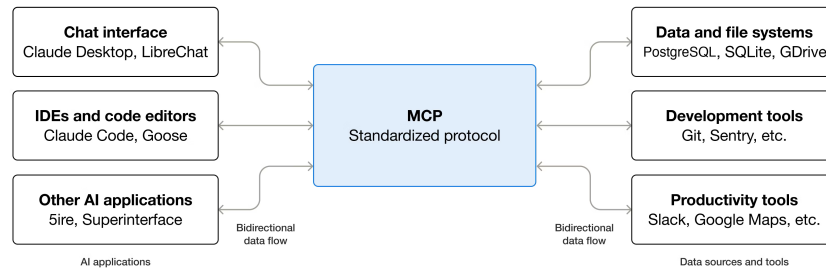 Chat interface
Claude Desktop, LibreChat
IDEs and code editors
Claude Code, Goose
Other AI applications
5ire, Superinterface
Bidirectional
data flow
AI applications
MCP
Standardized protocol
Data and file systems
PostgreSQL, SQLite, GDrive
Development tools
Git, Sentry, etc.
Productivity tools
Slack, Google Maps, etc.
Bidirectional
data flow
Data sources and tools